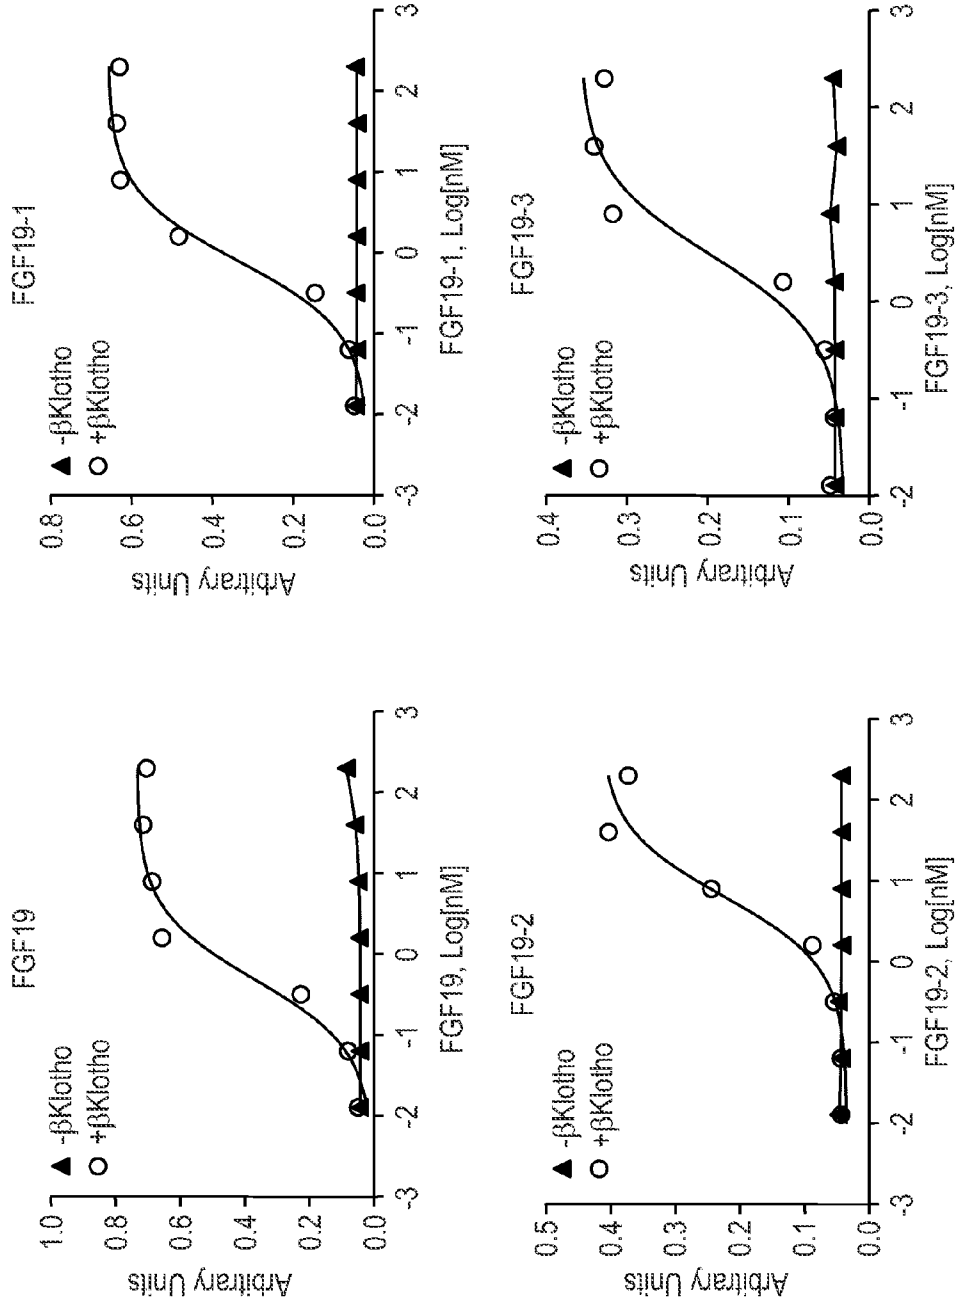 FGF19
▲ -βKlotho
○ +βKlotho
1.0
0.8
0.6
0.4
0.2
0.0
Arbitrary Units
-3 -2 -1 0 1 2 3
FGF19, Log[nM]
FGF19-1
▲ -βKlotho
○ +βKlotho
0.8
0.6
0.4
0.2
0.0
Arbitrary Units
-3 -2 -1 0 1 2 3
FGF19-1, Log[nM]
FGF19-2
▲ -βKlotho
○ +βKlotho
0.5
0.4
0.3
0.2
0.1
0.0
Arbitrary Units
-3 -2 -1 0 1 2 3
FGF19-2, Log[nM]
FGF19-3
▲ -βKlotho
○ +βKlotho
0.4
0.3
0.2
0.1
0.0
Arbitrary Units
-2 -1 0 1 2 3
FGF19-3, Log[nM]